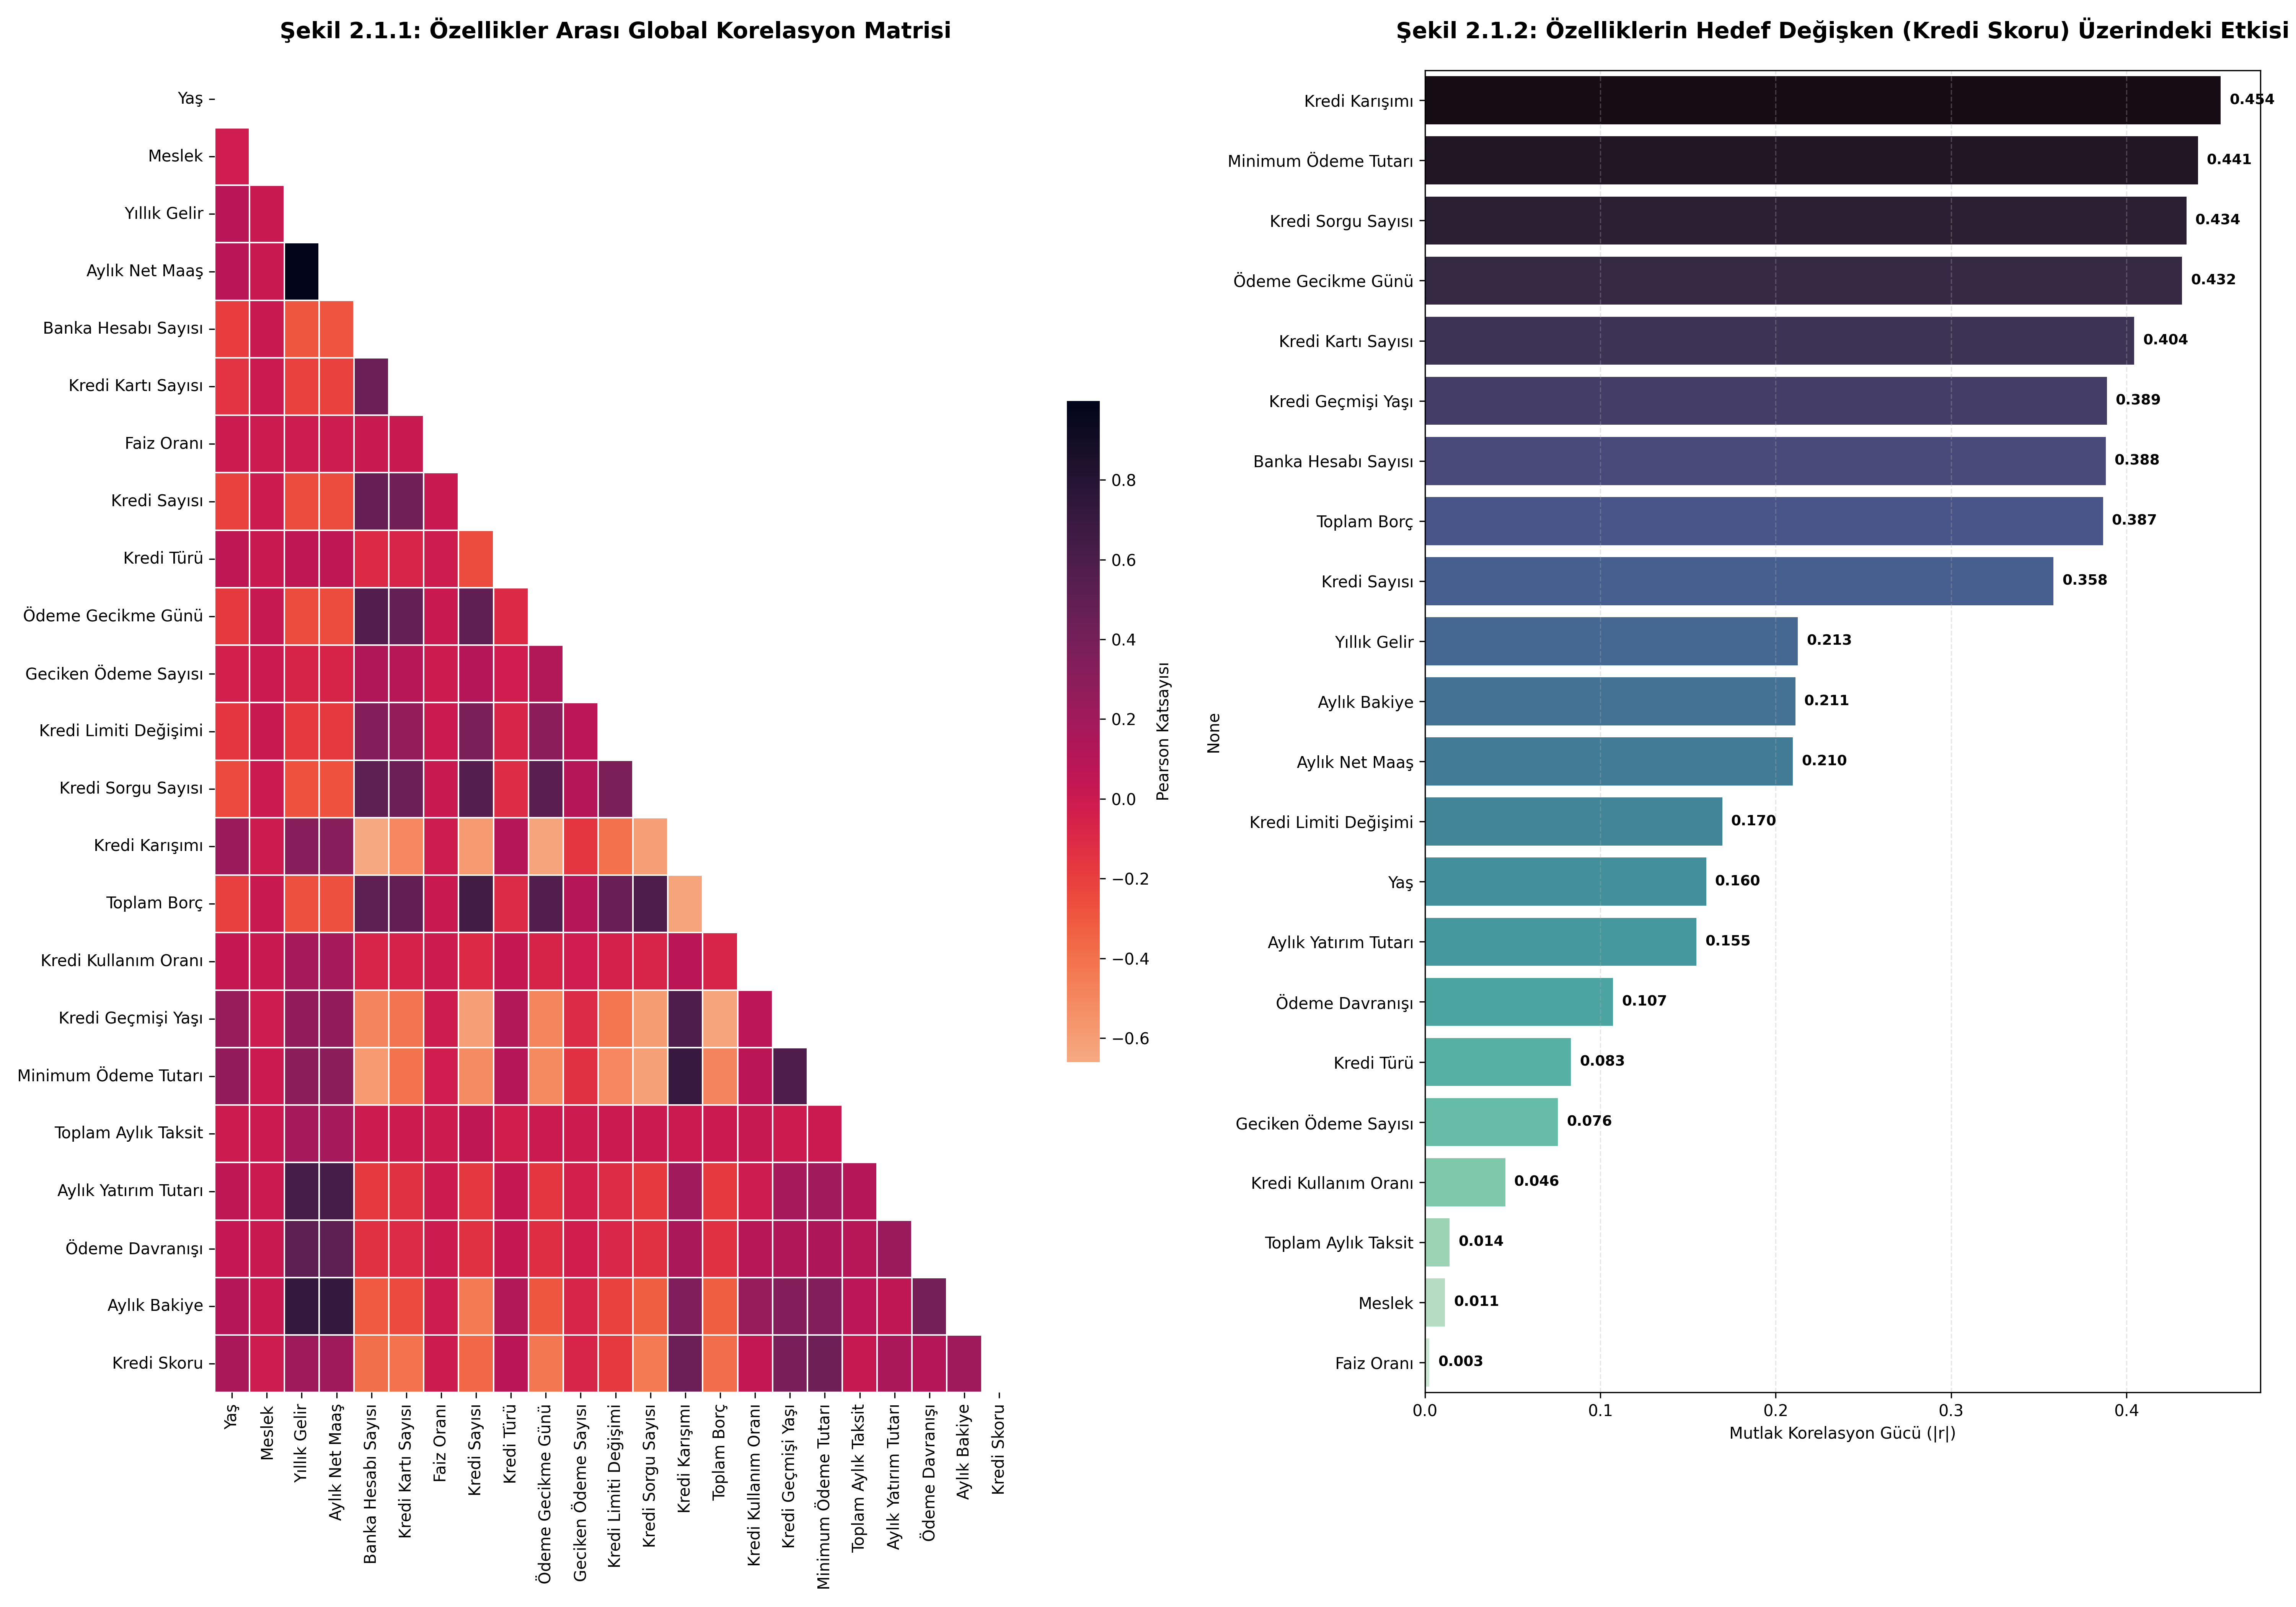 Şekil 2.1.1: Özellikler Arası Global Korelasyon Matrisi
Yaş
Meslek
Yıllık Gelir
Aylık Net Maaş
Banka Hesabı Sayısı
Kredi Kartı Sayısı
Faiz Oranı
Kredi Sayısı
Kredi Türü
Ödeme Gecikme Günü
Geciken Ödeme Sayısı
Kredi Limiti Değişimi
Kredi Sorgu Sayısı
Kredi Karışımı
Toplam Borç
Kredi Kullanım Oranı
Kredi Geçmişi Yaşı
Minimum Ödeme Tutarı
Toplam Aylık Taksit
Aylık Yatırım Tutarı
Ödeme Davranışı
Aylık Bakiye
Kredi Skoru
Yaş
Meslek
Yıllık Gelir
Aylık Net Maaş
Banka Hesabı Sayısı
Kredi Kartı Sayısı
Faiz Oranı
Kredi Sayısı
Kredi Türü
Ödeme Gecikme Günü
Geciken Ödeme Sayısı
Kredi Limiti Değişimi
Kredi Sorgu Sayısı
Kredi Karışımı
Toplam Borç
Kredi Kullanım Oranı
Kredi Geçmişi Yaşı
Minimum Ödeme Tutarı
Toplam Aylık Taksit
Aylık Yatırım Tutarı
Ödeme Davranışı
Aylık Bakiye
Kredi Skoru
0.8
0.6
0.4
0.2
0.0
−0.2
−0.4
−0.6
Pearson Katsayısı
Şekil 2.1.2: Özelliklerin Hedef Değişken (Kredi Skoru) Üzerindeki Etkisi
None
Kredi Karışımı 0.454
Minimum Ödeme Tutarı 0.441
Kredi Sorgu Sayısı 0.434
Ödeme Gecikme Günü 0.432
Kredi Kartı Sayısı 0.404
Kredi Geçmişi Yaşı 0.389
Banka Hesabı Sayısı 0.388
Toplam Borç 0.387
Kredi Sayısı 0.358
Yıllık Gelir 0.213
Aylık Bakiye 0.211
Aylık Net Maaş 0.210
Kredi Limiti Değişimi 0.170
Yaş 0.160
Aylık Yatırım Tutarı 0.155
Ödeme Davranışı 0.107
Kredi Türü 0.083
Geciken Ödeme Sayısı 0.076
Kredi Kullanım Oranı 0.046
Toplam Aylık Taksit 0.014
Meslek 0.011
Faiz Oranı 0.003
0.0 0.1 0.2 0.3 0.4
Mutlak Korelasyon Gücü (|r|)